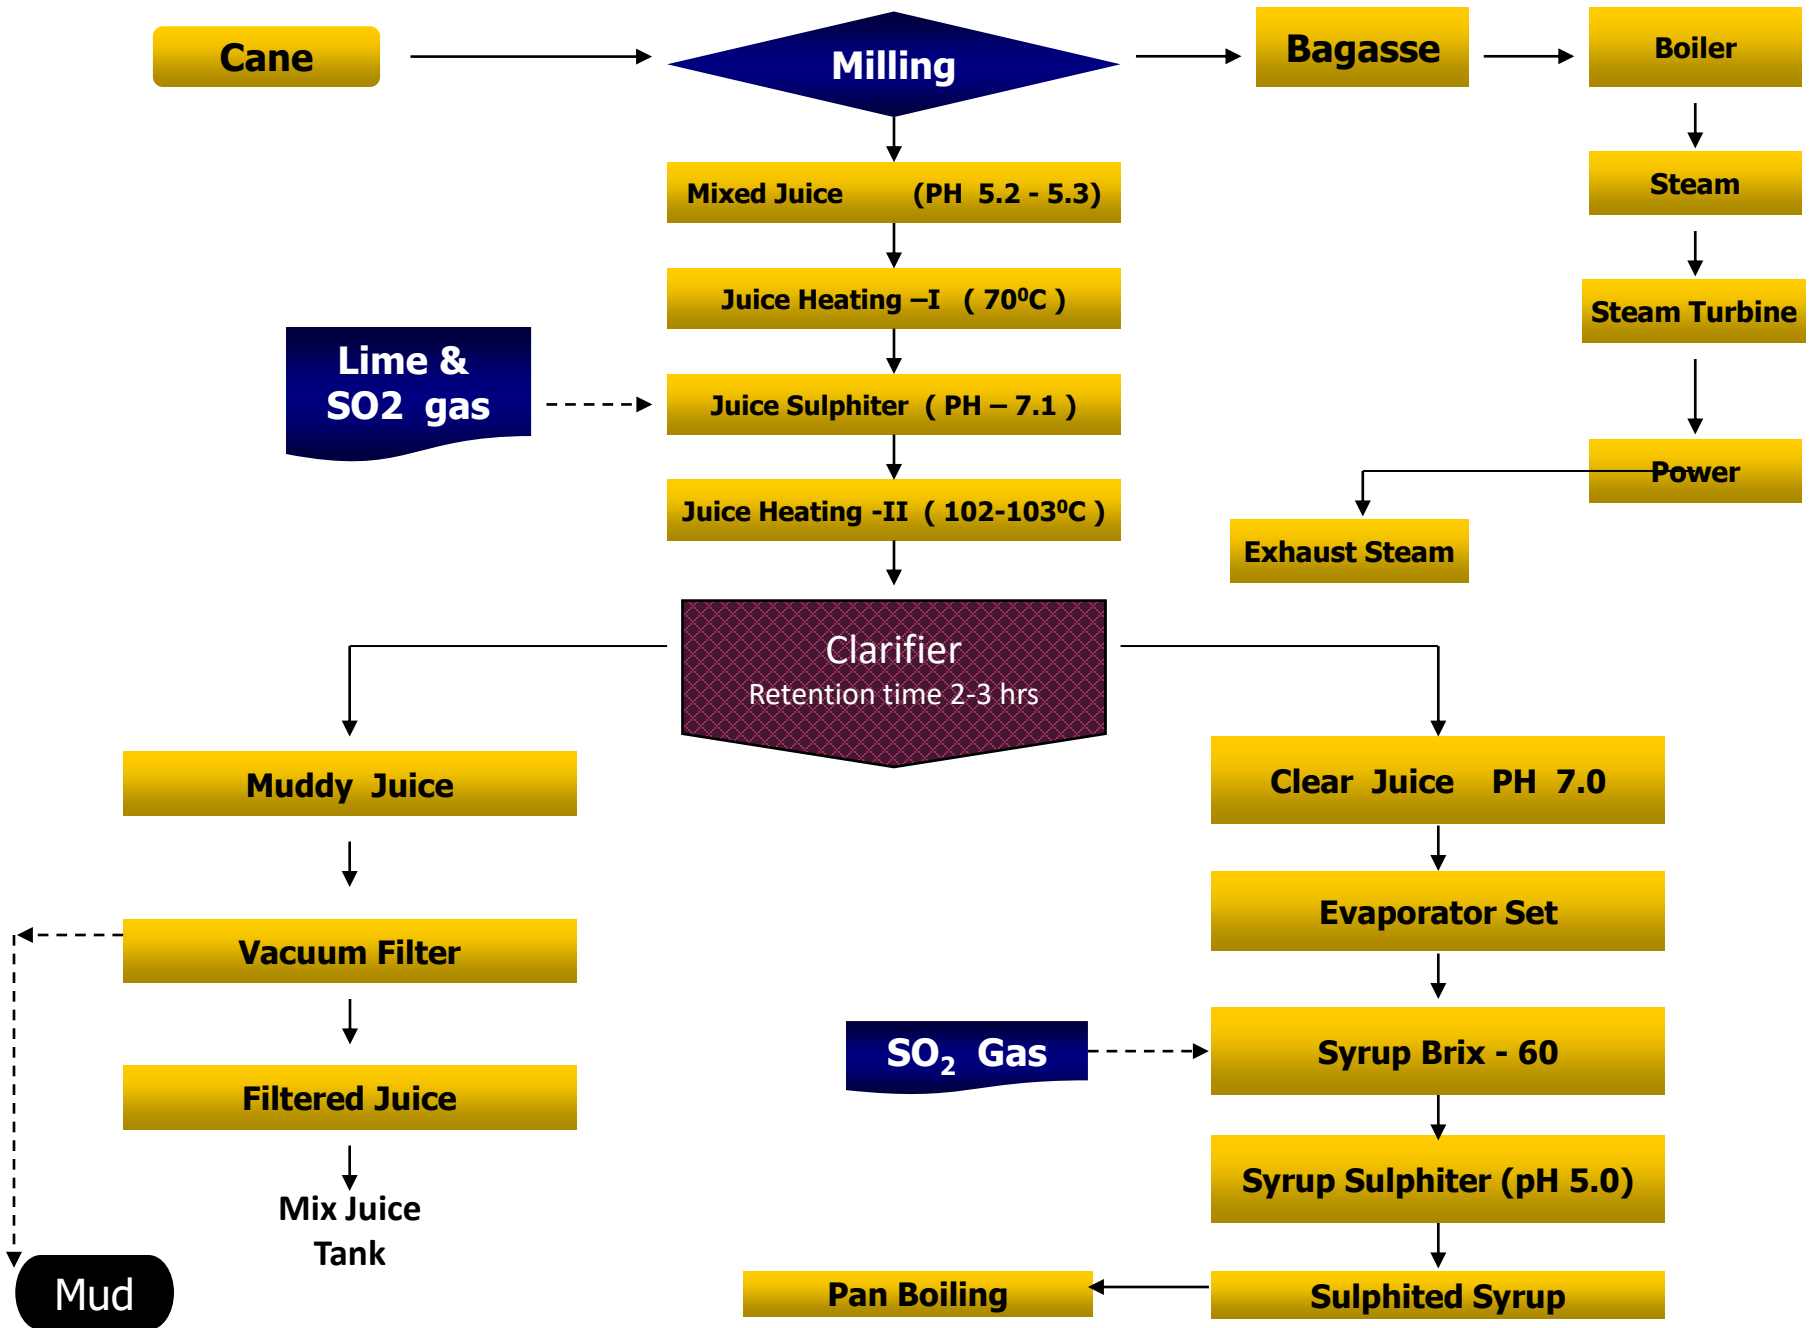 Cane
Milling
Bagasse
Boiler
Mixed Juice (PH 5.2 - 5.3)
Steam
Juice Heating –I ( 70⁰C )
Steam Turbine
Lime &
SO2 gas
Juice Sulphiter ( PH – 7.1 )
Power
Juice Heating -II ( 102-103⁰C )
Exhaust Steam
Clarifier
Retention time 2-3 hrs
Muddy Juice
Clear Juice PH 7.0
Vacuum Filter
Evaporator Set
SO₂ Gas
Syrup Brix - 60
Filtered Juice
Syrup Sulphiter (pH 5.0)
Mix Juice
Tank
Mud
Pan Boiling
Sulphited Syrup